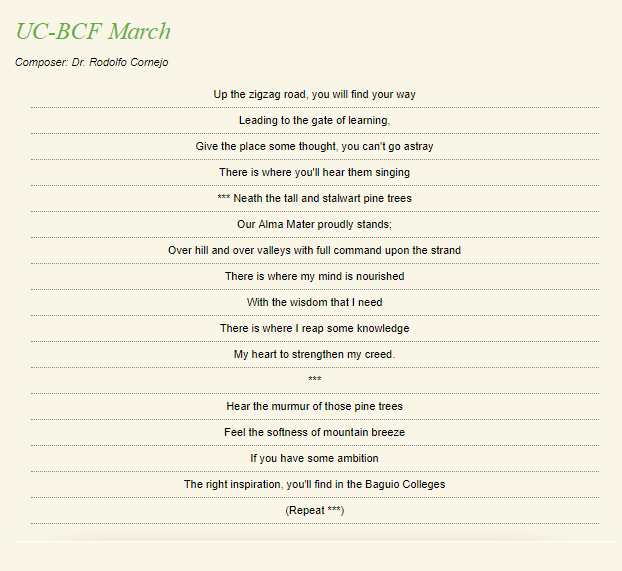 UC-BCF March
Composer: Dr. Rodolfo Cornejo
Up the zigzag road, you will find your way
Leading to the gate of learning,
Give the place some thought, you can't go astray
There is where you'll hear them singing
*** Neath the tall and stalwart pine trees
Our Alma Mater proudly stands;
Over hill and over valleys with full command upon the strand
There is where my mind is nourished
With the wisdom that I need
There is where I reap some knowledge
My heart to strengthen my creed.
***
Hear the murmur of those pine trees
Feel the softness of mountain breeze
If you have some ambition
The right inspiration, you'll find in the Baguio Colleges
(Repeat ***)